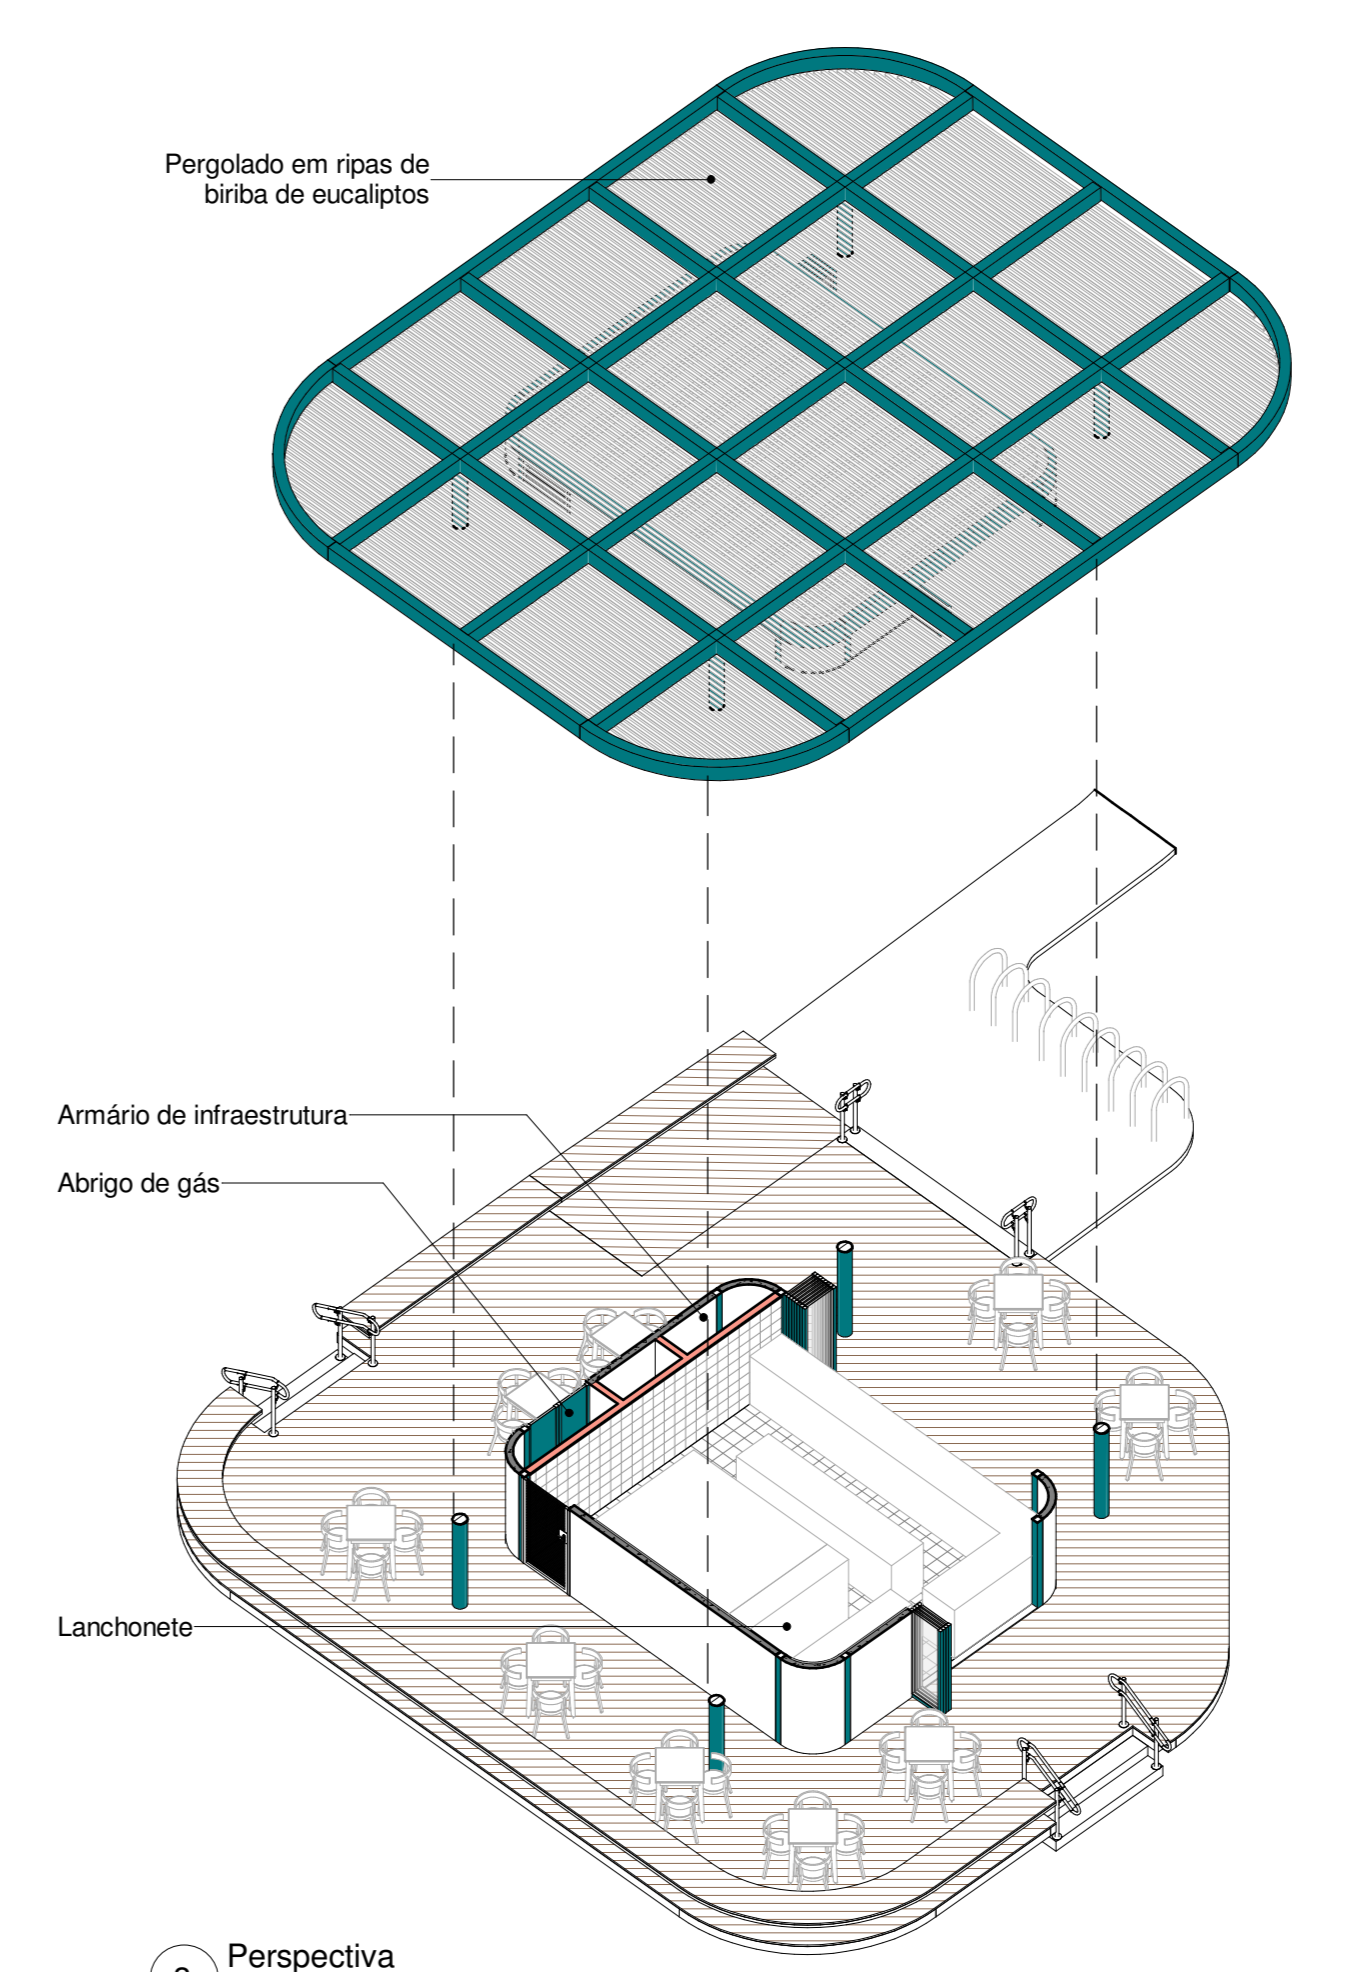 Pergolado em ripas de
biriba de eucaliptos
Armário de infraestrutura
Abrigo de gás
Lanchonete
Perspectiva